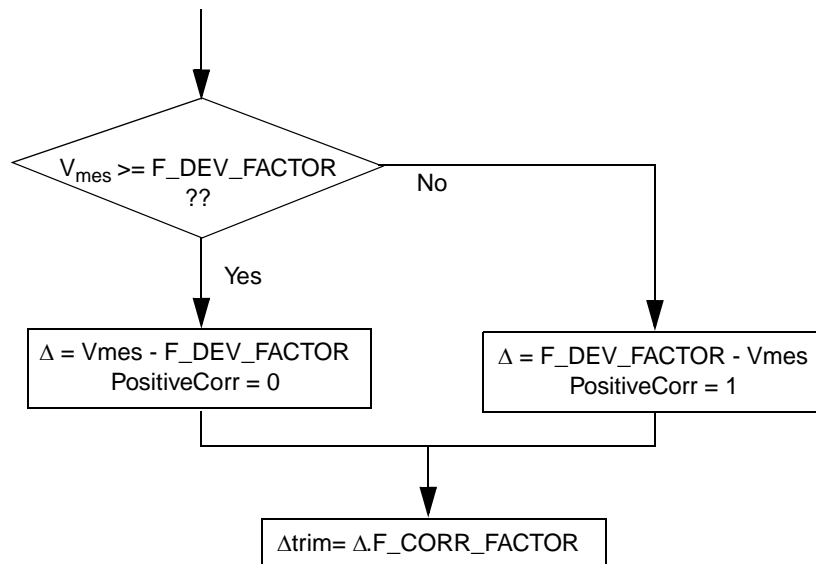 Vmes >= F_DEV_FACTOR
??
No
Yes
Δ = Vmes - F_DEV_FACTOR
PositiveCorr = 0
Δ = F_DEV_FACTOR - Vmes
PositiveCorr = 1
Δtrim= Δ.F_CORR_FACTOR